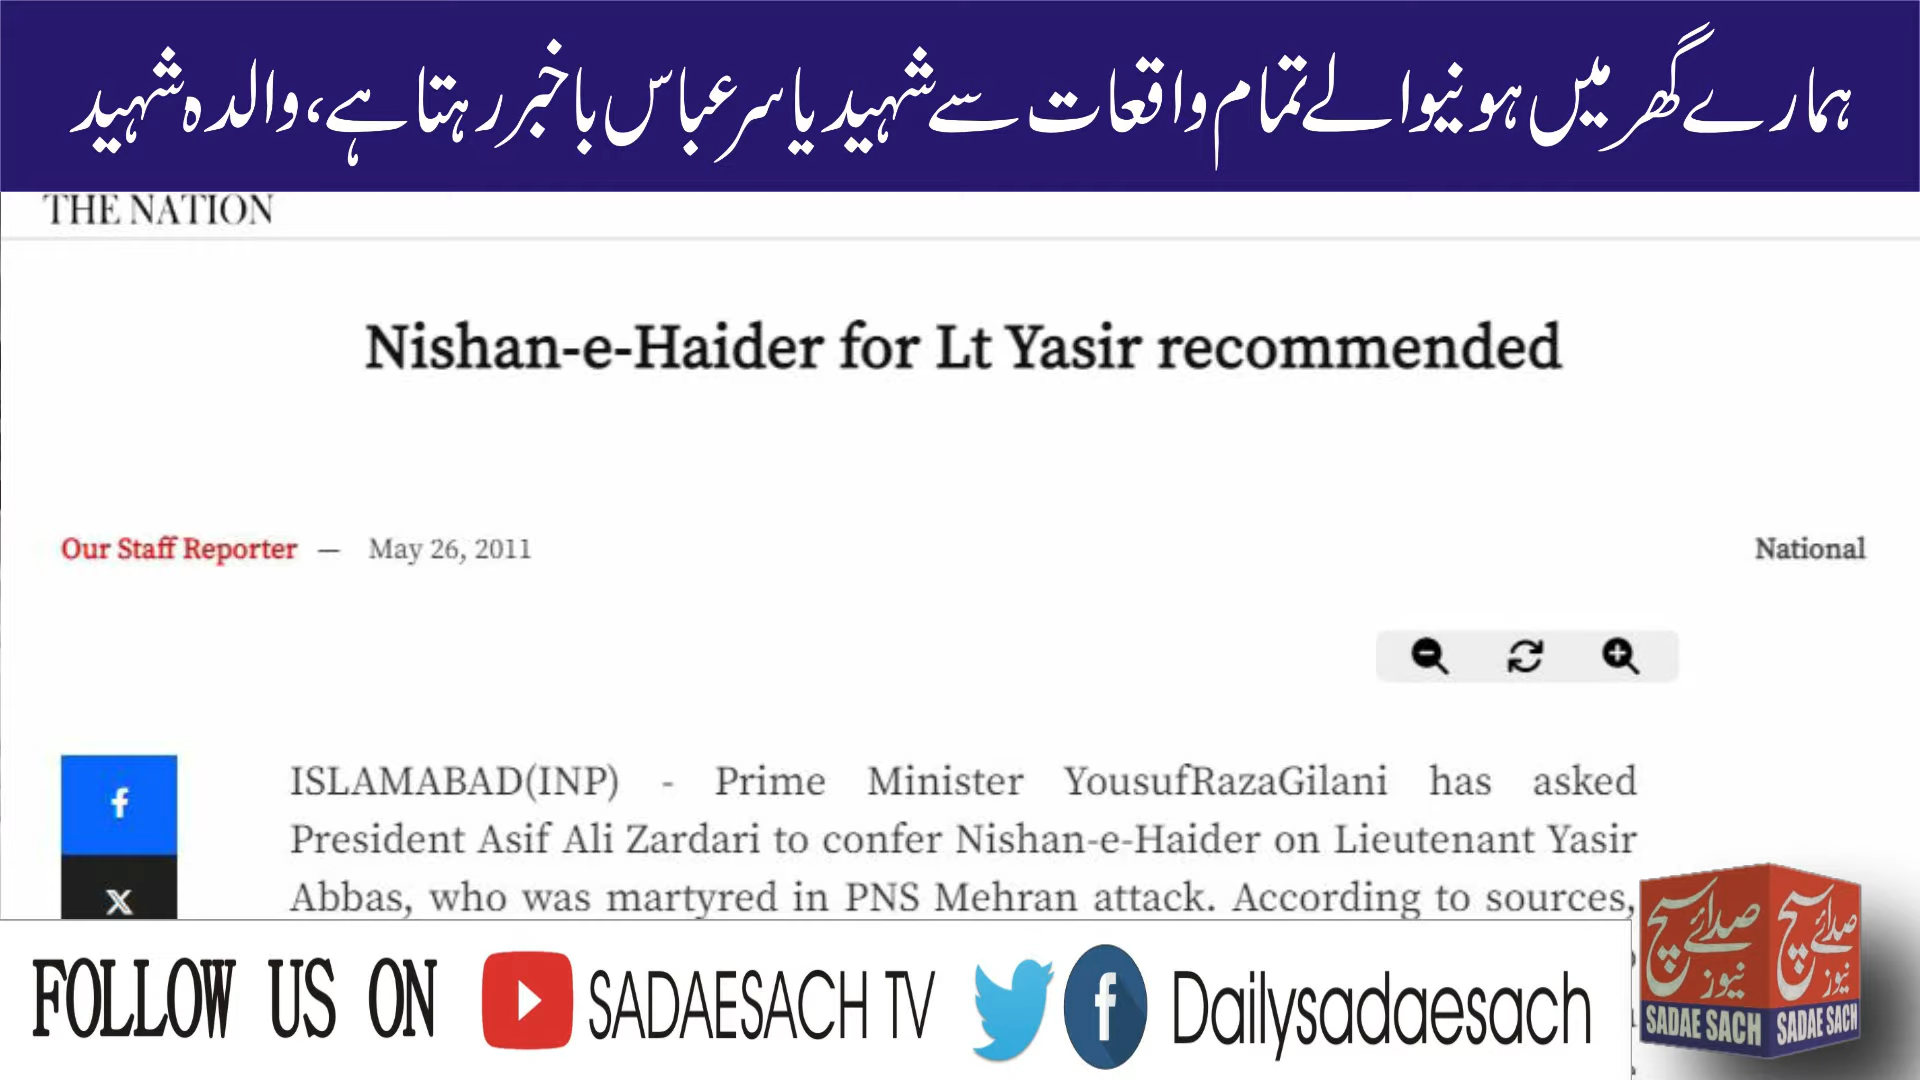 ہمارے گھر میں ہونیوالے تمام واقعات سے شہید یاسر عباس باخبر رہتا ہے، والدہ شہید
THE NATION
Nishan-e-Haider for Lt Yasir recommended
Our Staff Reporter — May 26, 2011
National
ISLAMABAD(INP) - Prime Minister YousufRazaGilani has asked
President Asif Ali Zardari to confer Nishan-e-Haider on Lieutenant Yasir
Abbas, who was martyred in PNS Mehran attack. According to sources,
FOLLOW US ON SADAESACH TV Dailysadaesach
صدائے سچ نیوز
SADAE SACH
صدائے سچ نیوز
SADAE SACH